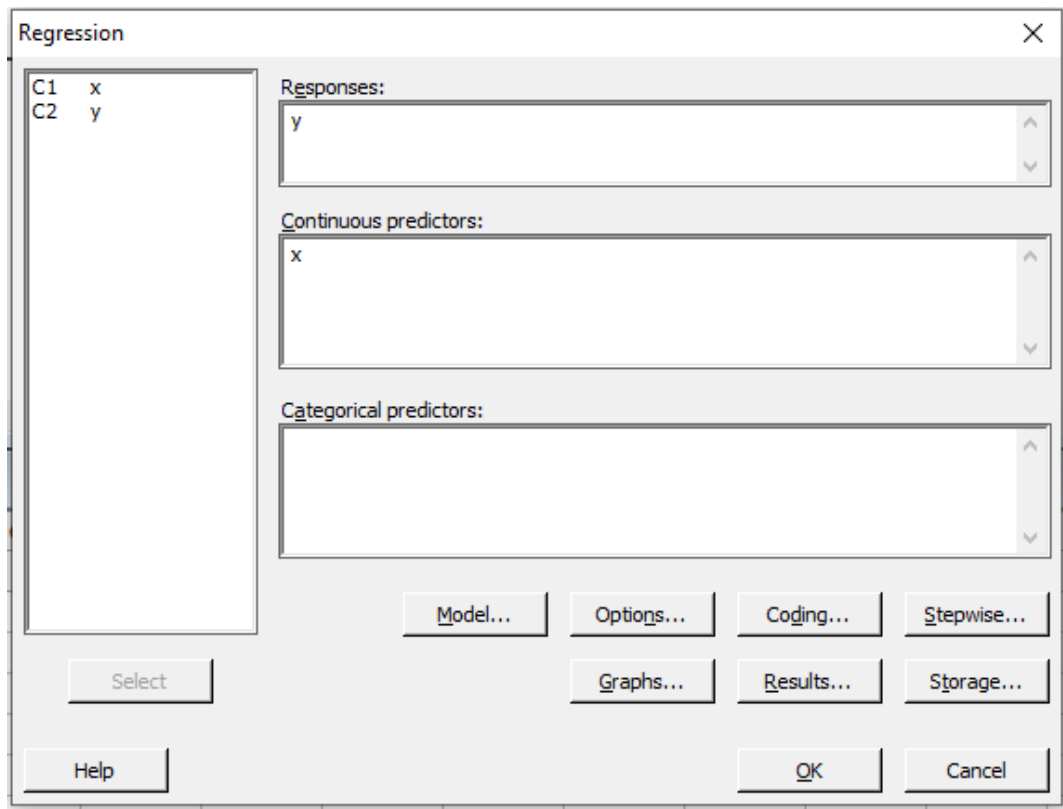 Regression
C1 x
C2 y
Responses:
y
Continuous predictors:
x
Categorical predictors:
Model... Options... Coding... Stepwise...
Select Graphs... Results... Storage...
Help OK Cancel